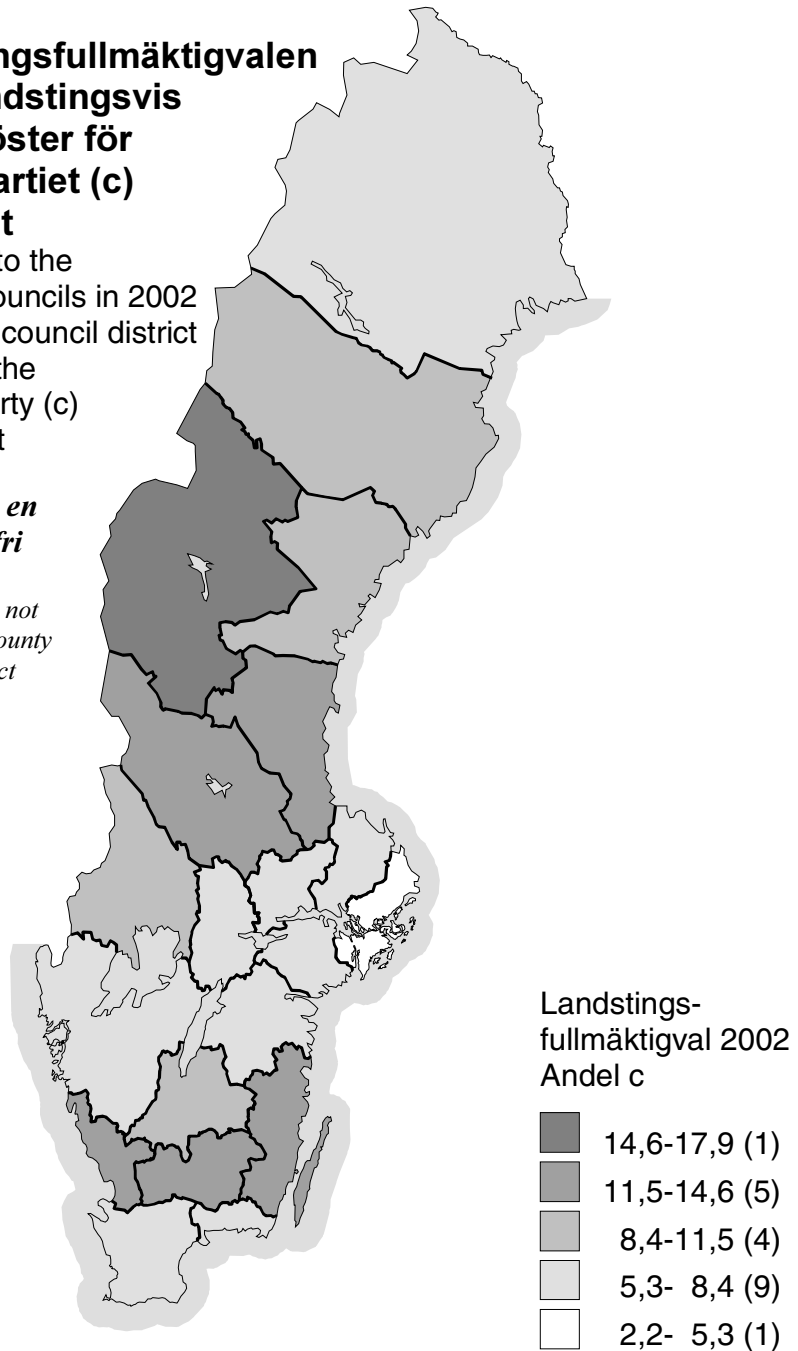 ngsfullmäktigvalen
ndstingsvis
öster för
artiet (c)
t
to the
ouncils in 2002
council district
the
rty (c)
t
en
fri
not
ounty
ct
Landstings-
fullmäktigval 2002
Andel c
14,6-17,9 (1)
11,5-14,6 (5)
8,4-11,5 (4)
5,3- 8,4 (9)
2,2- 5,3 (1)